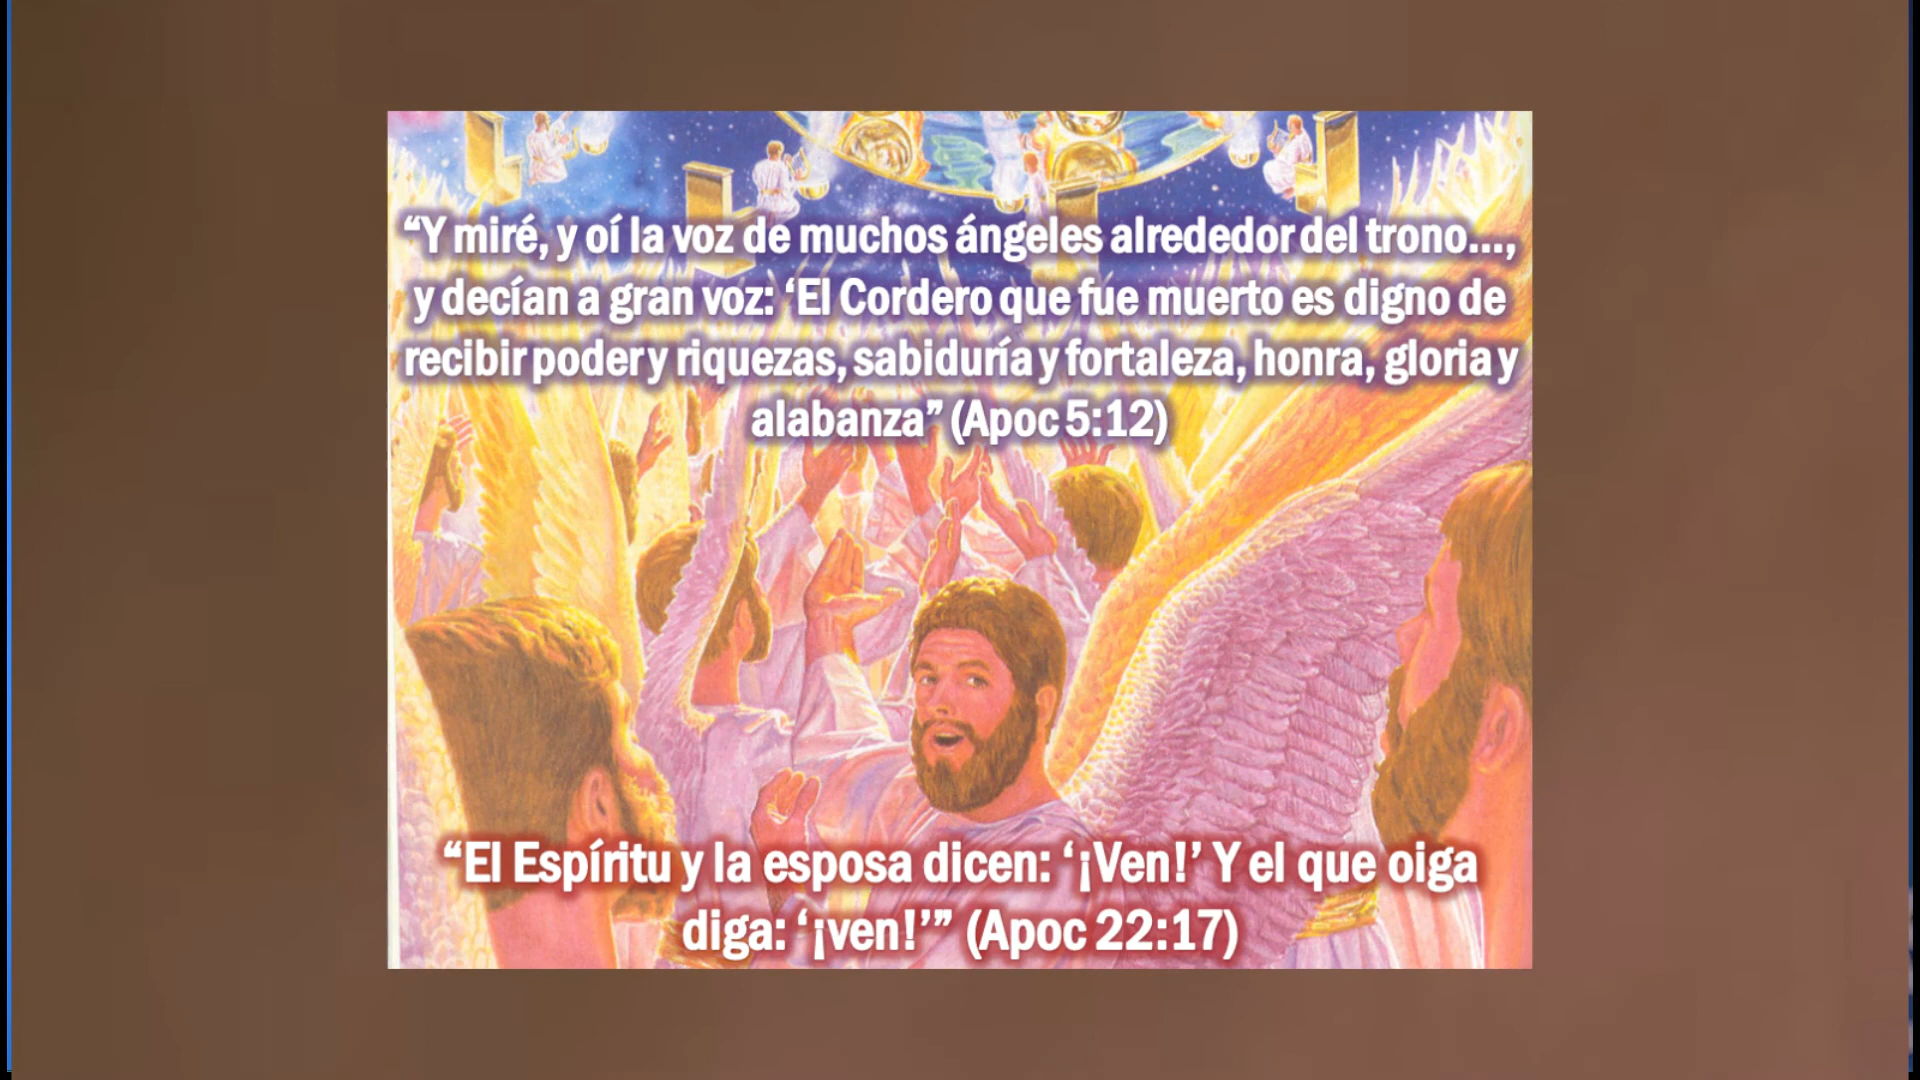 “Y miré, y oí la voz de muchos ángeles alrededor del trono...,
y decían a gran voz: ‘El Cordero que fue muerto es digno de
recibir poder y riquezas, sabiduría y fortaleza, honra, gloria y
alabanza” (Apoc 5:12)
“El Espíritu y la esposa dicen: ‘¡Ven!’ Y el que oiga
diga: ‘¡ven!’” (Apoc 22:17)